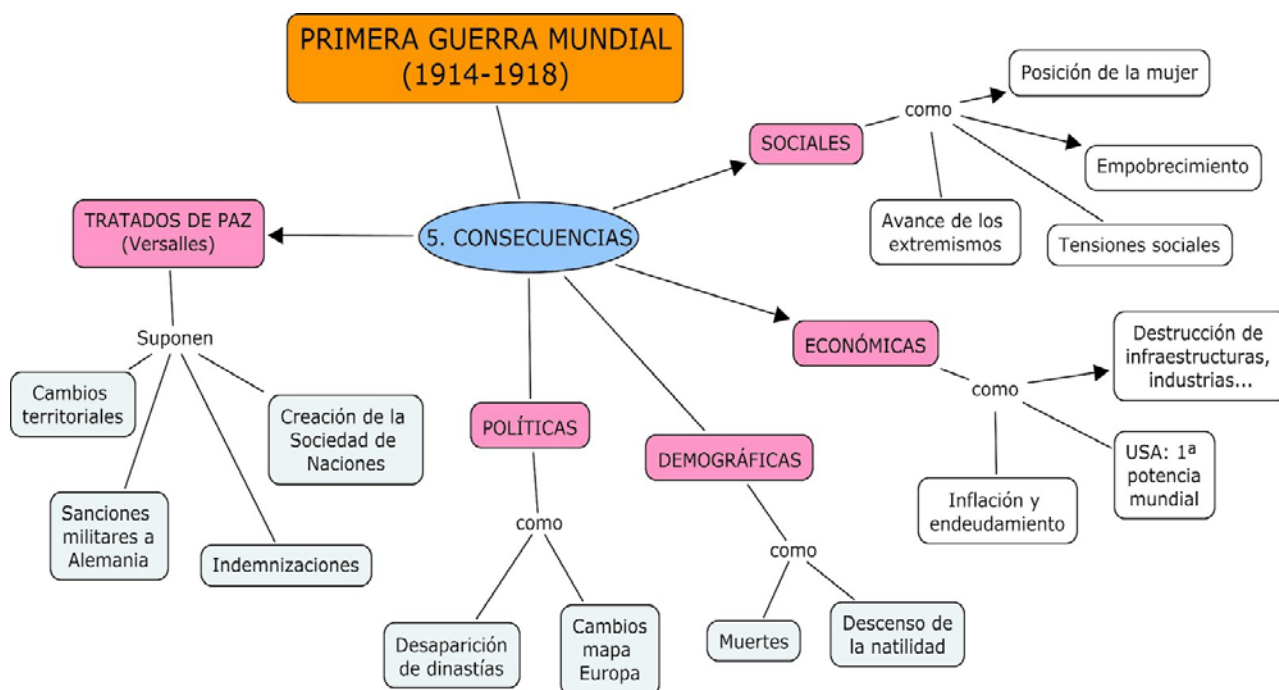 PRIMERA GUERRA MUNDIAL
(1914-1918)
5. CONSECUENCIAS
TRATADOS DE PAZ
(Versalles)
Suponen
Cambios
territoriales
Sanciones
militares a
Alemania
Indemnizaciones
Creación de la
Sociedad de
Naciones
POLÍTICAS
como
Desaparición
de dinastías
Cambios
mapa
Europa
DEMOGRÁFICAS
como
Muertes
Descenso de
la natilidad
SOCIALES
como
Posición de la mujer
Empobrecimiento
Tensiones sociales
Avance de los
extremismos
ECONÓMICAS
como
Destrucción de
infraestructuras,
industrias...
USA: 1ª
potencia
mundial
Inflación y
endeudamiento